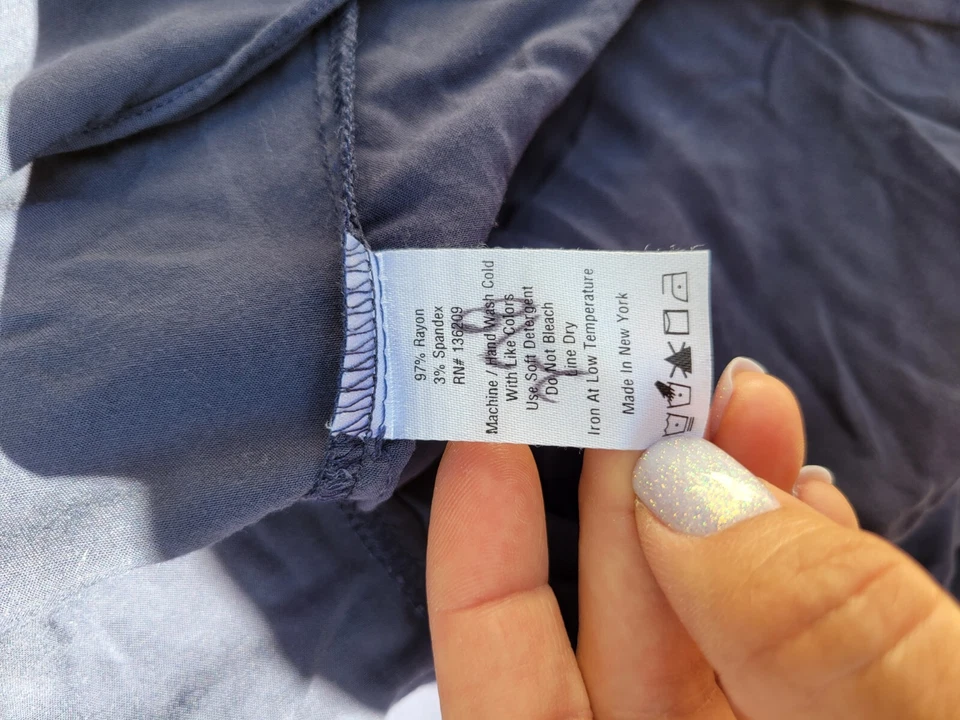 97% Rayon
3% Spandex
RN# 136209
Machine / Hand Wash Cold
With Like Colors
Use Soft Detergent
Do Not Bleach
Line Dry
Iron At Low Temperature
Made In New York